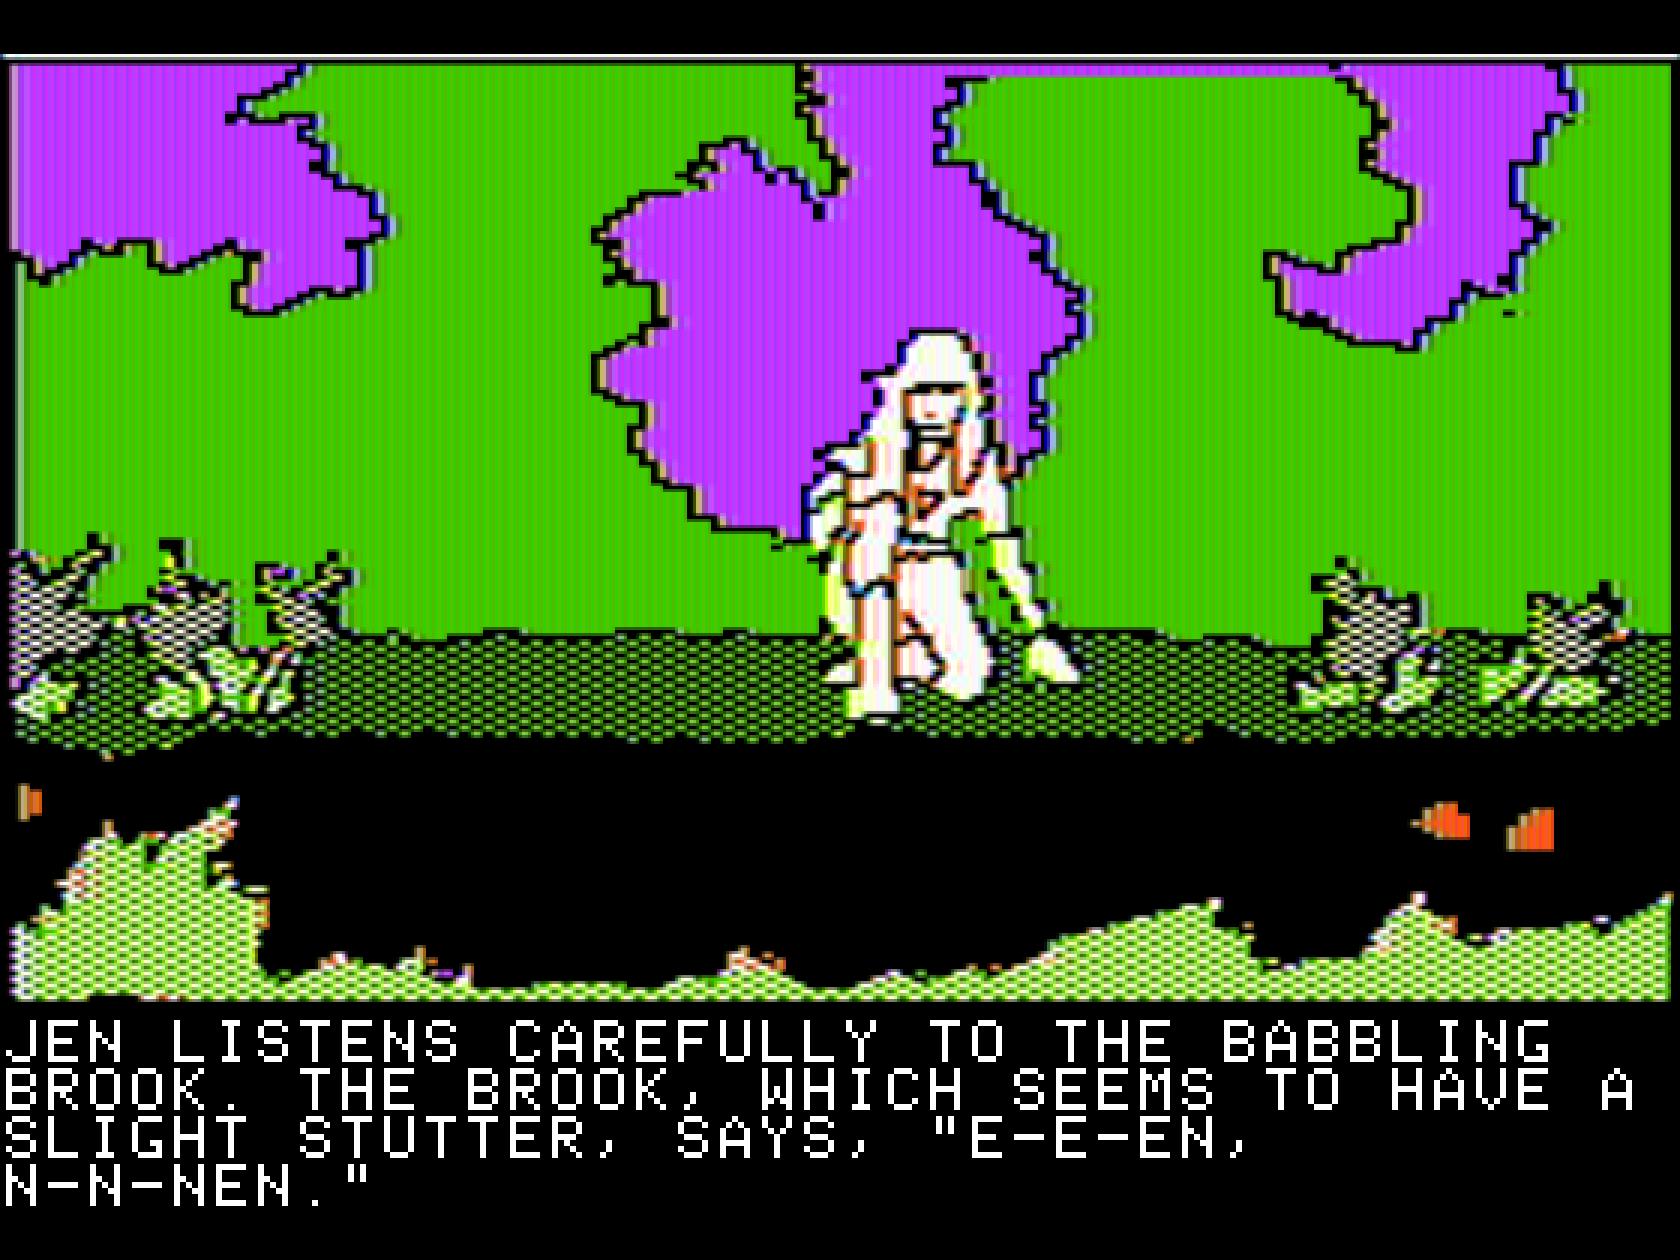 JEN LISTENS CAREFULLY TO THE BABBLING
BROOK. THE BROOK, WHICH SEEMS TO HAVE A
SLIGHT STUTTER, SAYS, "E-E-EN,
N-N-NEN."